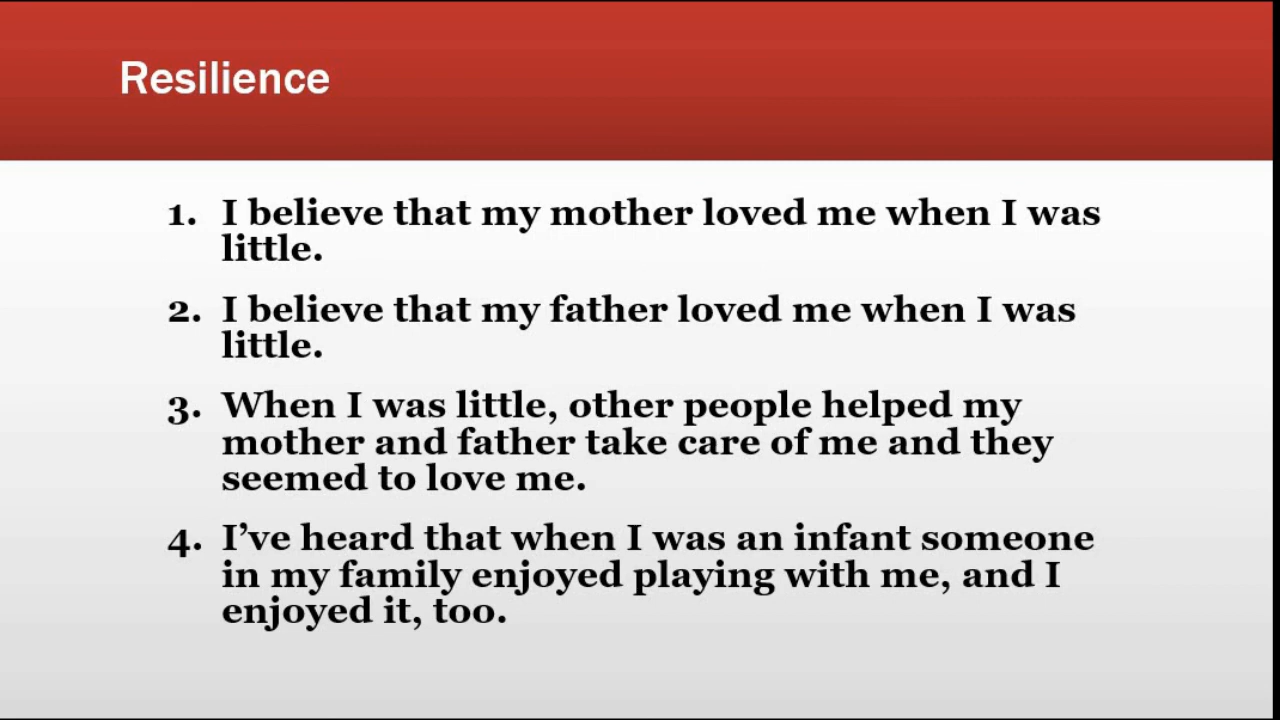 Resilience
1. I believe that my mother loved me when I was
little.
2. I believe that my father loved me when I was
little.
3. When I was little, other people helped my
mother and father take care of me and they
seemed to love me.
4. I’ve heard that when I was an infant someone
in my family enjoyed playing with me, and I
enjoyed it, too.